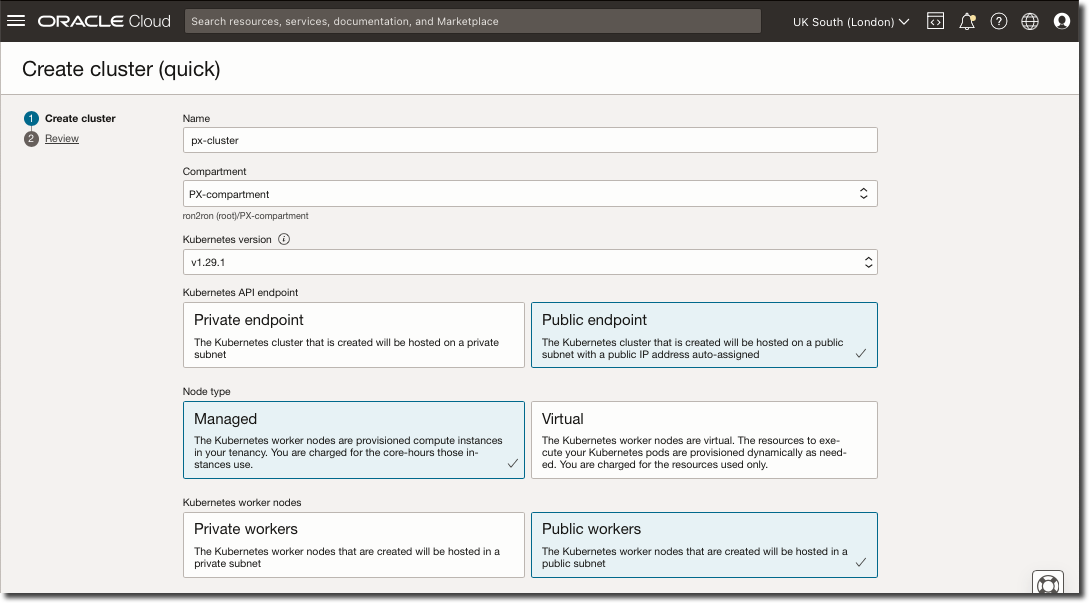 ORACLE Cloud
Search resources, services, documentation, and Marketplace
UK South (London)
Create cluster (quick)
1 Create cluster
2 Review
Name
px-cluster
Compartment
PX-compartment
ron2ron (root)/PX-compartment
Kubernetes version
v1.29.1
Kubernetes API endpoint
Private endpoint
The Kubernetes cluster that is created will be hosted on a private
subnet
Public endpoint
The Kubernetes cluster that is created will be hosted on a public
subnet with a public IP address auto-assigned
Node type
Managed
The Kubernetes worker nodes are provisioned compute instances
in your tenancy. You are charged for the core-hours those in-
stances use.
Virtual
The Kubernetes worker nodes are virtual. The resources to exe-
cute your Kubernetes pods are provisioned dynamically as need-
ed. You are charged for the resources used only.
Kubernetes worker nodes
Private workers
The Kubernetes worker nodes that are created will be hosted in a
private subnet
Public workers
The Kubernetes worker nodes that are created will be hosted in a
public subnet